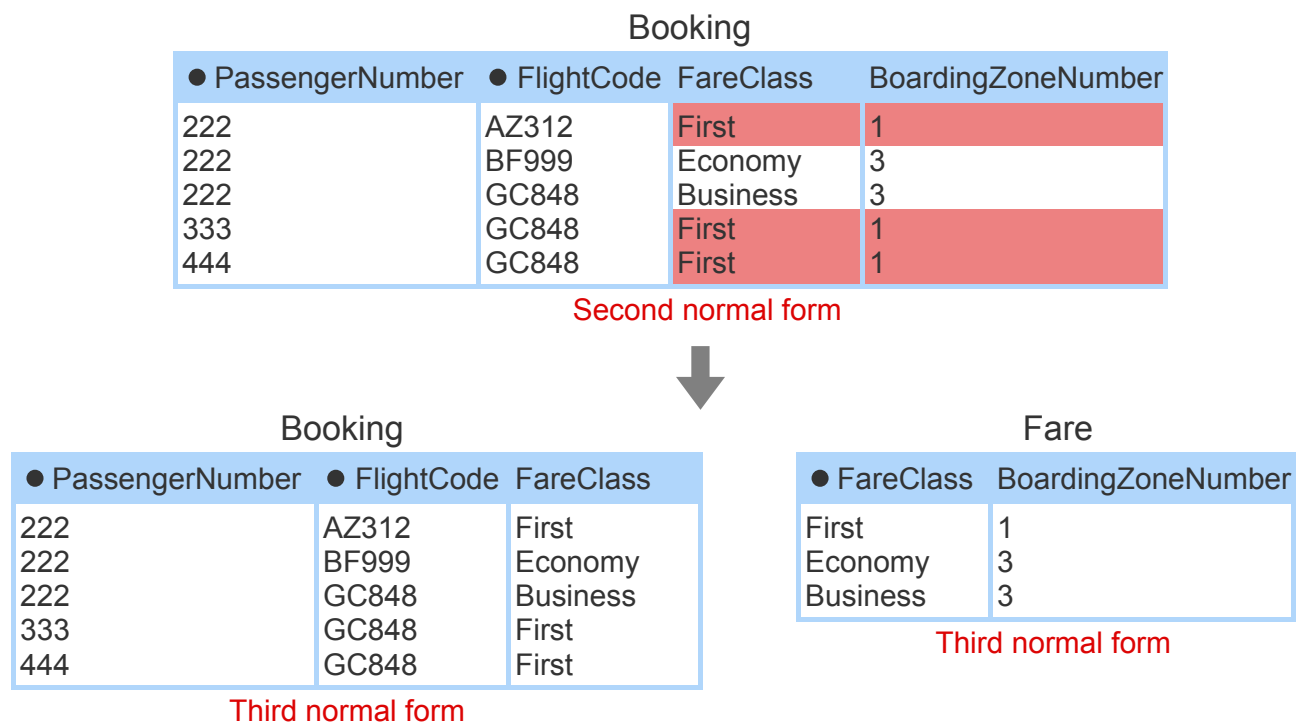 Booking
● PassengerNumber ● FlightCode FareClass BoardingZoneNumber
222 AZ312 First 1
222 BF999 Economy 3
222 GC848 Business 3
333 GC848 First 1
444 GC848 First 1
Second normal form
Booking
● PassengerNumber ● FlightCode FareClass
222 AZ312 First
222 BF999 Economy
222 GC848 Business
333 GC848 First
444 GC848 First
Third normal form
Fare
● FareClass BoardingZoneNumber
First 1
Economy 3
Business 3
Third normal form